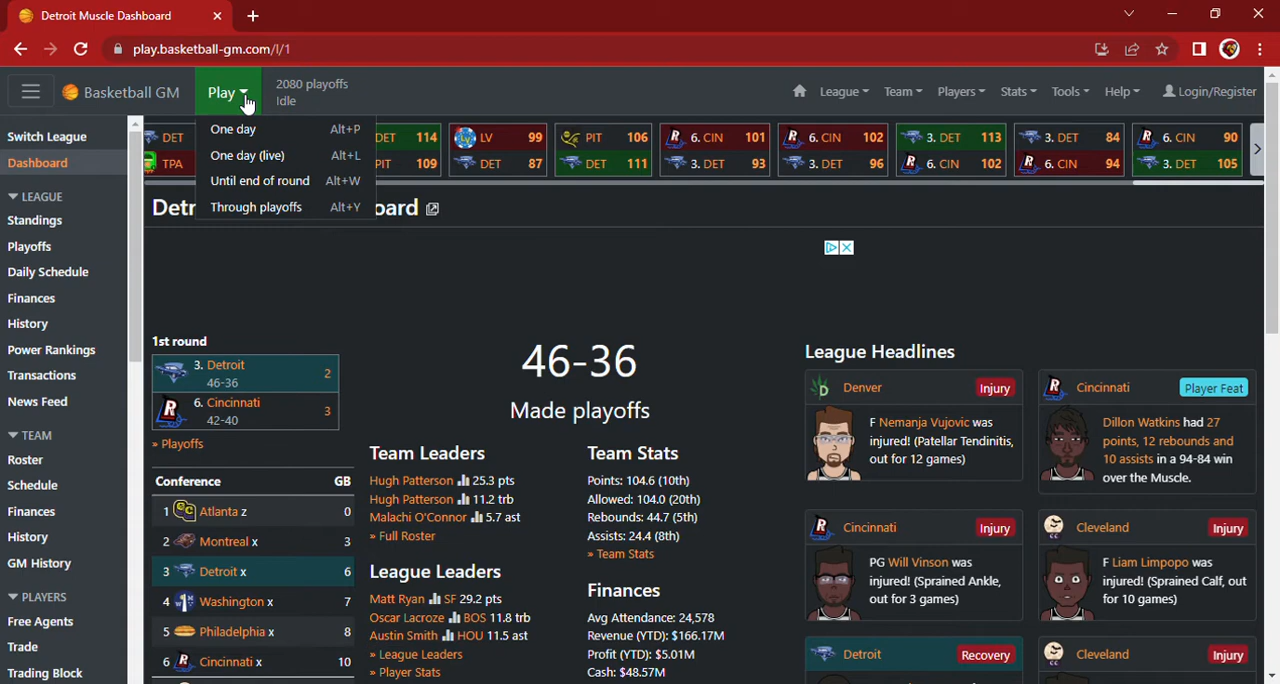 Detroit Muscle Dashboard
play.basketball-gm.com/l/1
Basketball GM
Play
2080 playoffs
Idle
League
Team
Players
Stats
Tools
Help
Login/Register
One day Alt+P
One day (live) Alt+L
Until end of round Alt+W
Through playoffs Alt+Y
DET
TPA
DET 114
PIT 109
LV 99
DET 87
PIT 106
DET 111
6. CIN 101
3. DET 93
6. CIN 102
3. DET 96
3. DET 113
6. CIN 102
3. DET 84
6. CIN 94
6. CIN 90
3. DET 105
Switch League
Dashboard
LEAGUE
Standings
Playoffs
Daily Schedule
Finances
History
Power Rankings
Transactions
News Feed
TEAM
Roster
Schedule
Finances
History
GM History
PLAYERS
Free Agents
Trade
Trading Block
Detr
oard
1st round
3. Detroit 2
46-36
6. Cincinnati 3
42-40
» Playoffs
Conference GB
1 Atlanta z 0
2 Montreal x 3
3 Detroit x 6
4 Washington x 7
5 Philadelphia x 8
6 Cincinnati x 10
46-36
Made playoffs
Team Leaders
Hugh Patterson 25.3 pts
Hugh Patterson 11.2 trb
Malachi O'Connor 5.7 ast
» Full Roster
League Leaders
Matt Ryan SF 29.2 pts
Oscar Lacroze BOS 11.8 trb
Austin Smith HOU 11.5 ast
» League Leaders
» Player Stats
Team Stats
Points: 104.6 (10th)
Allowed: 104.0 (20th)
Rebounds: 44.7 (5th)
Assists: 24.4 (8th)
» Team Stats
Finances
Avg Attendance: 24,578
Revenue (YTD): $166.17M
Profit (YTD): $5.01M
Cash: $48.57M
League Headlines
Denver Injury
F Nemanja Vujovic was
injured! (Patellar Tendinitis,
out for 12 games)
Cincinnati Player Feat
Dillon Watkins had 27
points, 12 rebounds and
10 assists in a 94-84 win
over the Muscle.
Cincinnati Injury
PG Will Vinson was
injured! (Sprained Ankle,
out for 3 games)
Cleveland Injury
F Liam Limpopo was
injured! (Sprained Calf, out
for 10 games)
Detroit Recovery
Cleveland Injury